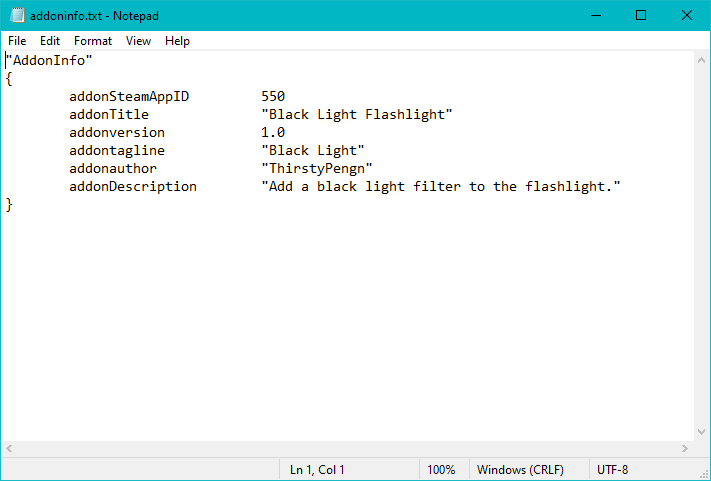 addoninfo.txt - Notepad
File Edit Format View Help
"AddonInfo"
{
addonSteamAppID 550
addonTitle "Black Light Flashlight"
addonversion 1.0
addontagline "Black Light"
addonauthor "ThirstyPengn"
addonDescription "Add a black light filter to the flashlight."
}
Ln 1, Col 1 100% Windows (CRLF) UTF-8